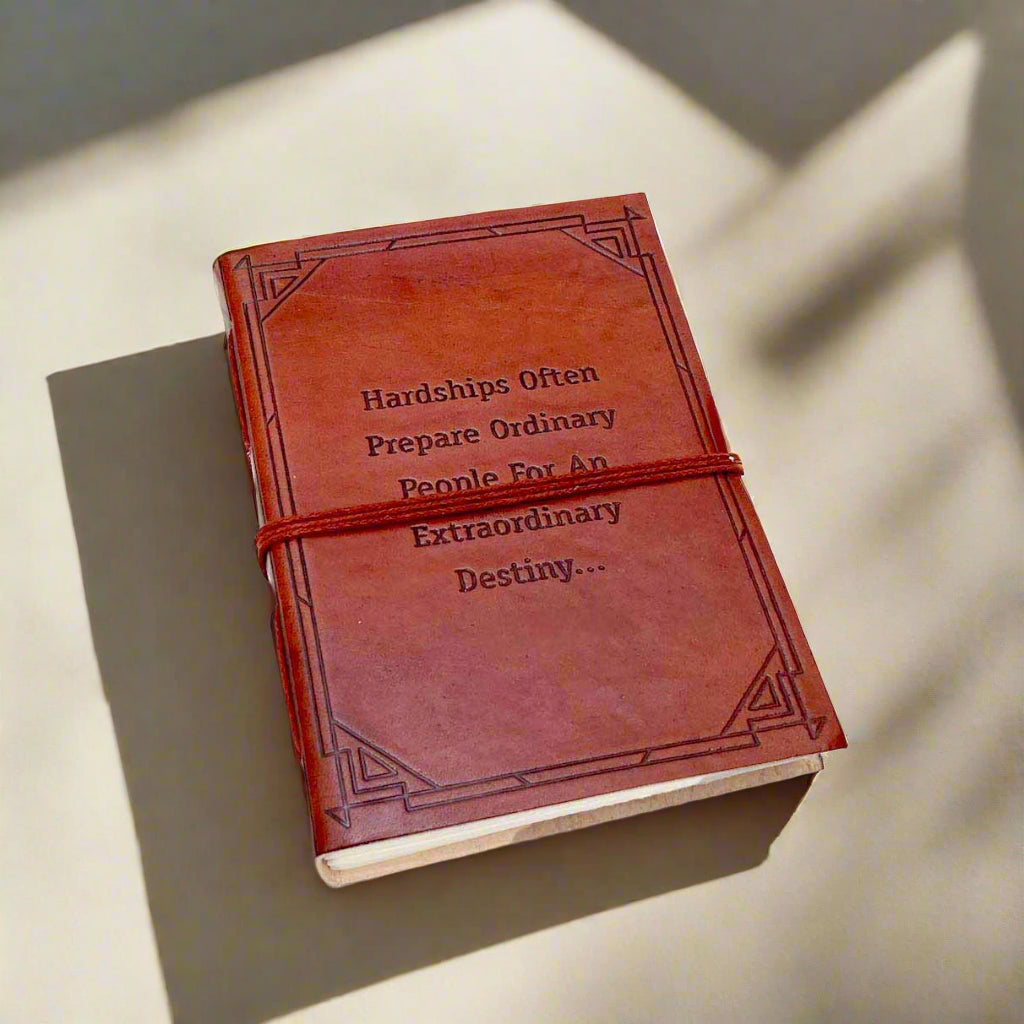 Hardships Often
Prepare Ordinary
People For An
Extraordinary
Destiny...